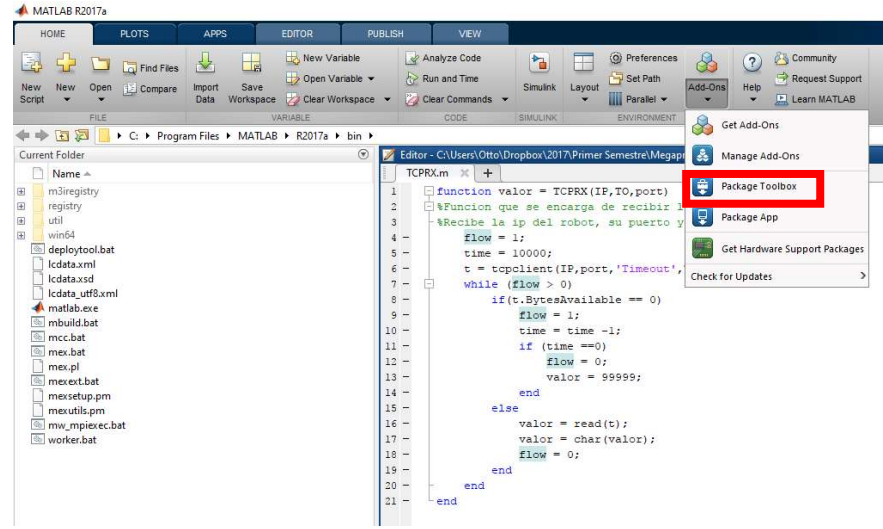 MATLAB R2017a
HOME PLOTS APPS EDITOR PUBLISH VIEW
New Script
New
Open
Find Files
Compare
Import Data
Save Workspace
New Variable
Open Variable
Clear Workspace
Analyze Code
Run and Time
Clear Commands
Simulink
Layout
Preferences
Set Path
Parallel
Add-Ons
Help
Community
Request Support
Learn MATLAB
FILE VARIABLE CODE SIMULINK ENVIRONMENT
C: Program Files MATLAB R2017a bin
Get Add-Ons
Manage Add-Ons
Package Toolbox
Package App
Get Hardware Support Packages
Check for Updates
Current Folder
Name
m3iregistry
registry
util
win64
deploytool.bat
lcdata.xml
lcdata.xsd
lcdata_utf8.xml
matlab.exe
mbuild.bat
mcc.bat
mex.bat
mex.pl
mexext.bat
mexsetup.pm
mexutils.pm
mw_mpiexec.bat
worker.bat
Editor - C:\Users\Otto\Dropbox\2017\Primer Semestre\Megapr
TCPRX.m +
1 function valor = TCPRX(IP,TO,port)
2 %Funcion que se encarga de recibir l
3 %Recibe la ip del robot, su puerto y
4 - flow = 1;
5 - time = 10000;
6 - t = tcpclient(IP,port,'Timeout',
7 - while (flow > 0)
8 - if(t.BytesAvailable == 0)
9 - flow = 1;
10 - time = time -1;
11 - if (time ==0)
12 - flow = 0;
13 - valor = 99999;
14 - end
15 - else
16 - valor = read(t);
17 - valor = char(valor);
18 - flow = 0;
19 - end
20 - end
21 - end